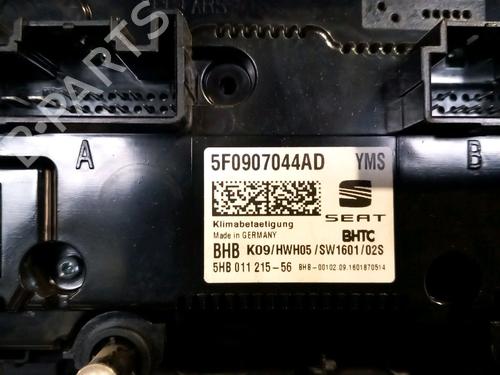 A
B
5F0907044AD YMS
SEAT
Klimabetaetigung
Made in GERMANY
BHTC
BHB K09/HWH05/SW1601/02S
5HB 011 215-56 BHB-00102.09.1601870514
B-PARTS